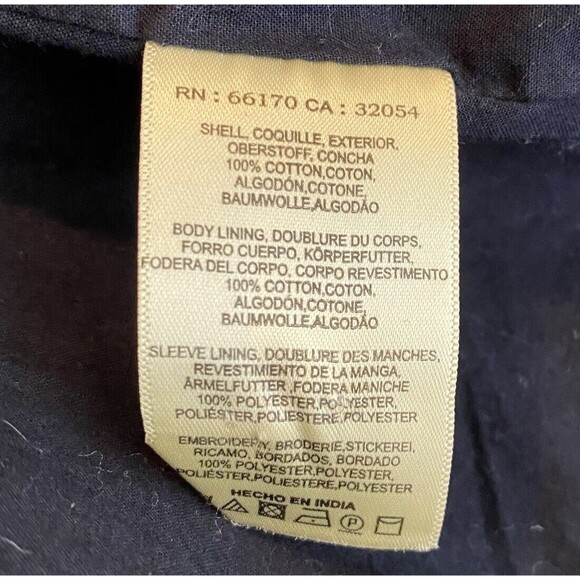 RN : 66170 CA : 32054
SHELL, COQUILLE, EXTERIOR,
OBERSTOFF, CONCHA
100% COTTON,COTON,
ALGODÓN,COTONE,
BAUMWOLLE,ALGODÃO
BODY LINING, DOUBLURE DU CORPS,
FORRO CUERPO, KÖRPERFUTTER,
FODERA DEL CORPO, CORPO REVESTIMENTO
100% COTTON,COTON,
ALGODÓN,COTONE,
BAUMWOLLE,ALGODÃO
SLEEVE LINING, DOUBLURE DES MANCHES,
REVESTIMENTO DE LA MANGA,
ÄRMELFUTTER ,FODERA MANICHE
100% POLYESTER,POLYESTER,
POLIÉSTER,POLIESTERE,POLYESTER
EMBROIDERY, BRODERIE,STICKEREI,
RICAMO, BORDADOS, BORDADO
100% POLYESTER,POLYESTER,
POLIÉSTER,POLIESTERE,POLYESTER
HECHO EN INDIA
P